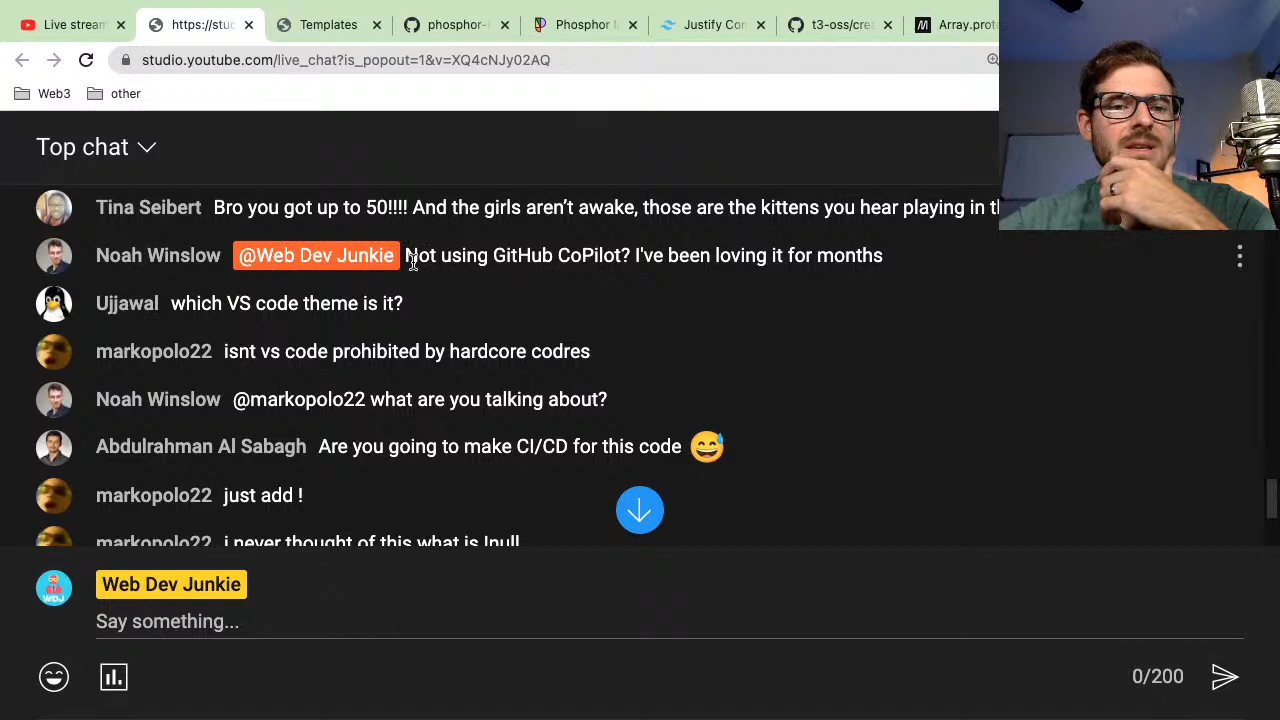 Live stream
https://stuc
Templates
phosphor-
Phosphor I
Justify Con
t3-oss/crea
Array.prot
studio.youtube.com/live_chat?is_popout=1&v=XQ4cNJy02AQ
Web3
other
Top chat
Tina Seibert Bro you got up to 50!!!! And the girls aren’t awake, those are the kittens you hear playing in th
Noah Winslow @Web Dev Junkie Not using GitHub CoPilot? I've been loving it for months
Ujjawal which VS code theme is it?
markopolo22 isnt vs code prohibited by hardcore codres
Noah Winslow @markopolo22 what are you talking about?
Abdulrahman Al Sabagh Are you going to make CI/CD for this code 😅
markopolo22 just add !
markopolo22 i never thought of this what is !null
WDJ
Web Dev Junkie
Say something...
0/200